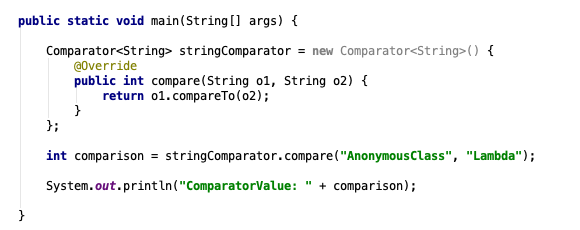 public static void main(String[] args) {
Comparator<String> stringComparator = new Comparator<String>() {
@Override
public int compare(String o1, String o2) {
return o1.compareTo(o2);
}
};
int comparison = stringComparator.compare("AnonymousClass", "Lambda");
System.out.println("ComparatorValue: " + comparison);
}